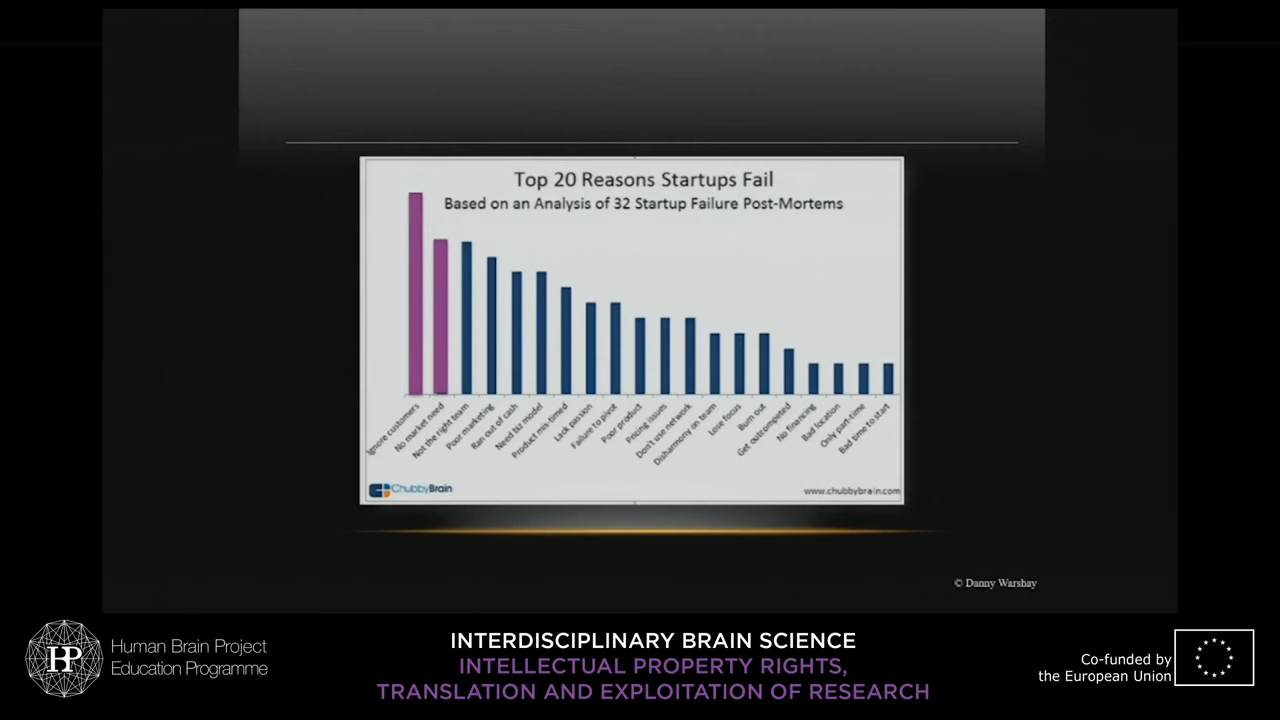 Top 20 Reasons Startups Fail
Based on an Analysis of 32 Startup Failure Post-Mortems
Ignore customers
No market need
Not the right team
Poor marketing
Ran out of cash
Need biz model
Product mis-timed
Lack passion
Failure to pivot
Poor product
Pricing issues
Don't use network
Disharmony on team
Lose focus
Burn out
Get outcompeted
No financing
Bad location
Only part-time
Bad time to start
ChubbyBrain
www.chubbybrain.com
© Danny Warshay
HBP
Human Brain Project
Education Programme
INTERDISCIPLINARY BRAIN SCIENCE
INTELLECTUAL PROPERTY RIGHTS,
TRANSLATION AND EXPLOITATION OF RESEARCH
Co-funded by
the European Union